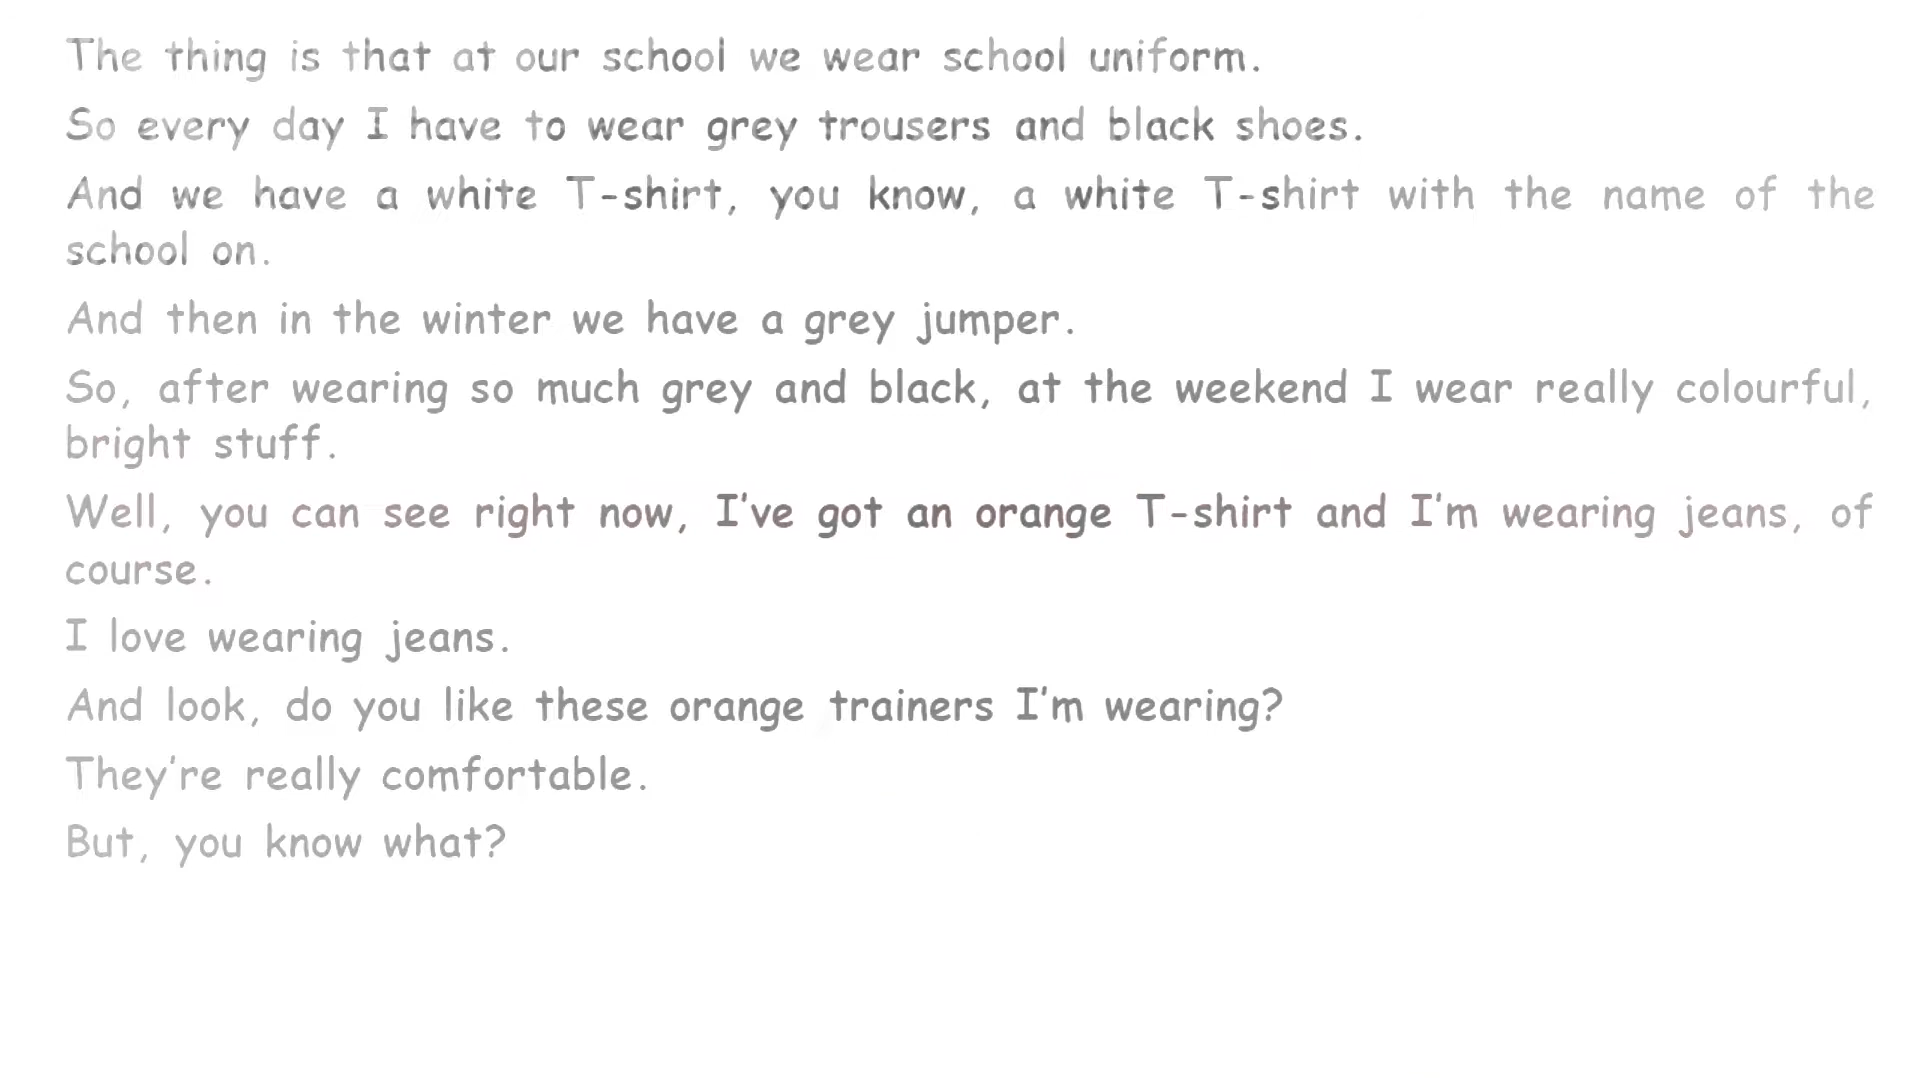 The thing is that at our school we wear school uniform.
So every day I have to wear grey trousers and black shoes.
And we have a white T-shirt, you know, a white T-shirt with the name of the
school on.
And then in the winter we have a grey jumper.
So, after wearing so much grey and black, at the weekend I wear really colourful,
bright stuff.
Well, you can see right now, I've got an orange T-shirt and I'm wearing jeans, of
course.
I love wearing jeans.
And look, do you like these orange trainers I'm wearing?
They're really comfortable.
But, you know what?